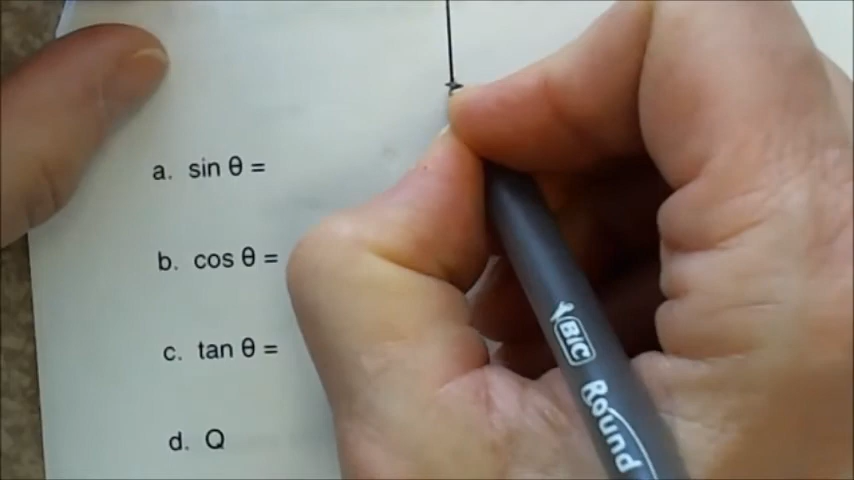 a. sin θ =
b. cos θ =
c. tan θ =
d. Q
BIC
Round